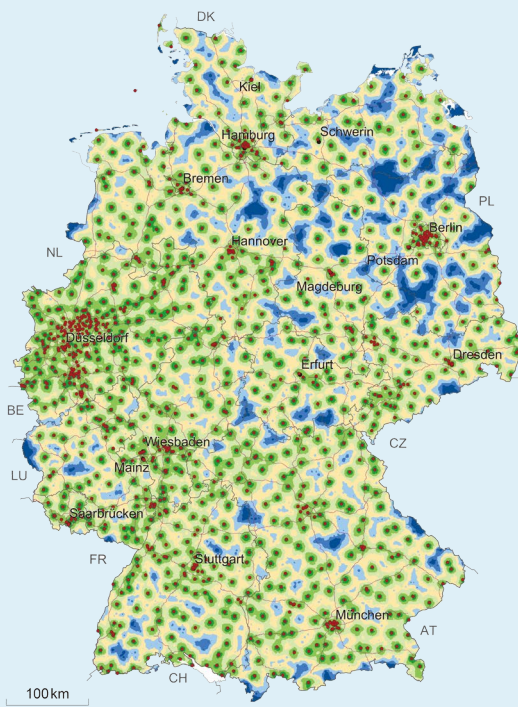 DK
Kiel
Hamburg
Schwerin
Bremen
PL
Berlin
NL
Hannover
Potsdam
Magdeburg
Düsseldorf
Dresden
Erfurt
BE
CZ
Wiesbaden
LU
Mainz
Saarbrücken
FR
Stuttgart
München
AT
CH
100 km